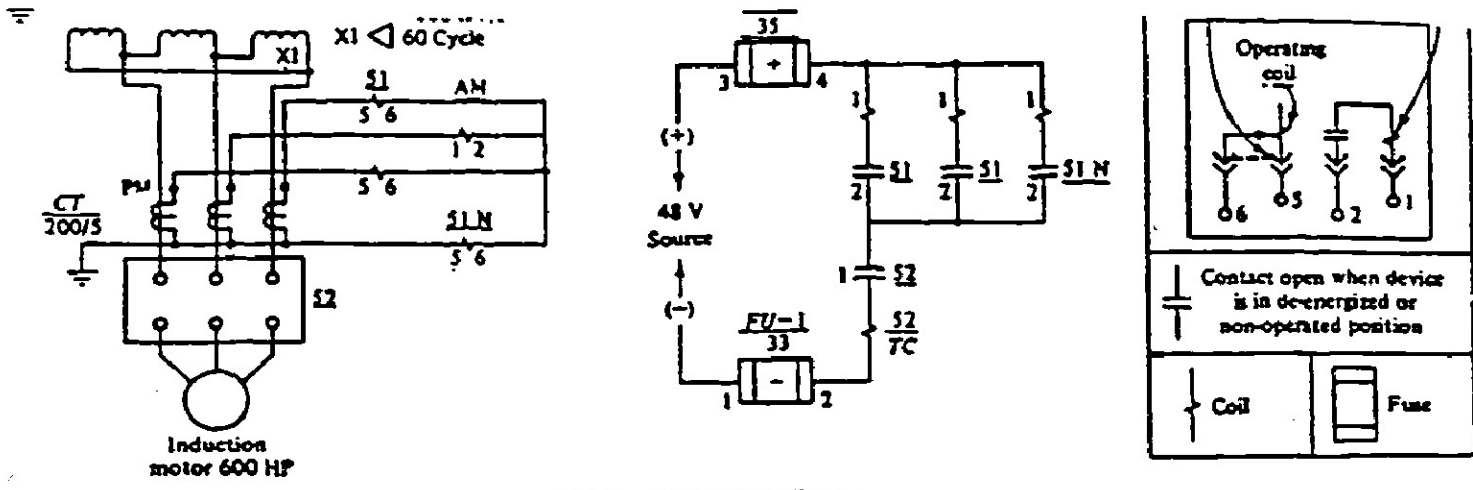 X1
60 Cycle
X1
51
5 6
AM
1 2
5 6
CT
200/5
51 N
5 6
52
Induction
motor 600 HP
35
3
+
4
(+)
48 V
Source
(−)
1
1
1
2
51
2
51
2
51 N
1
52
52
TC
FU-1
33
1
−
2
Operating
coil
6
5
2
1
Contact open when device
is in de-energized or
non-operated position
Coil
Fuse